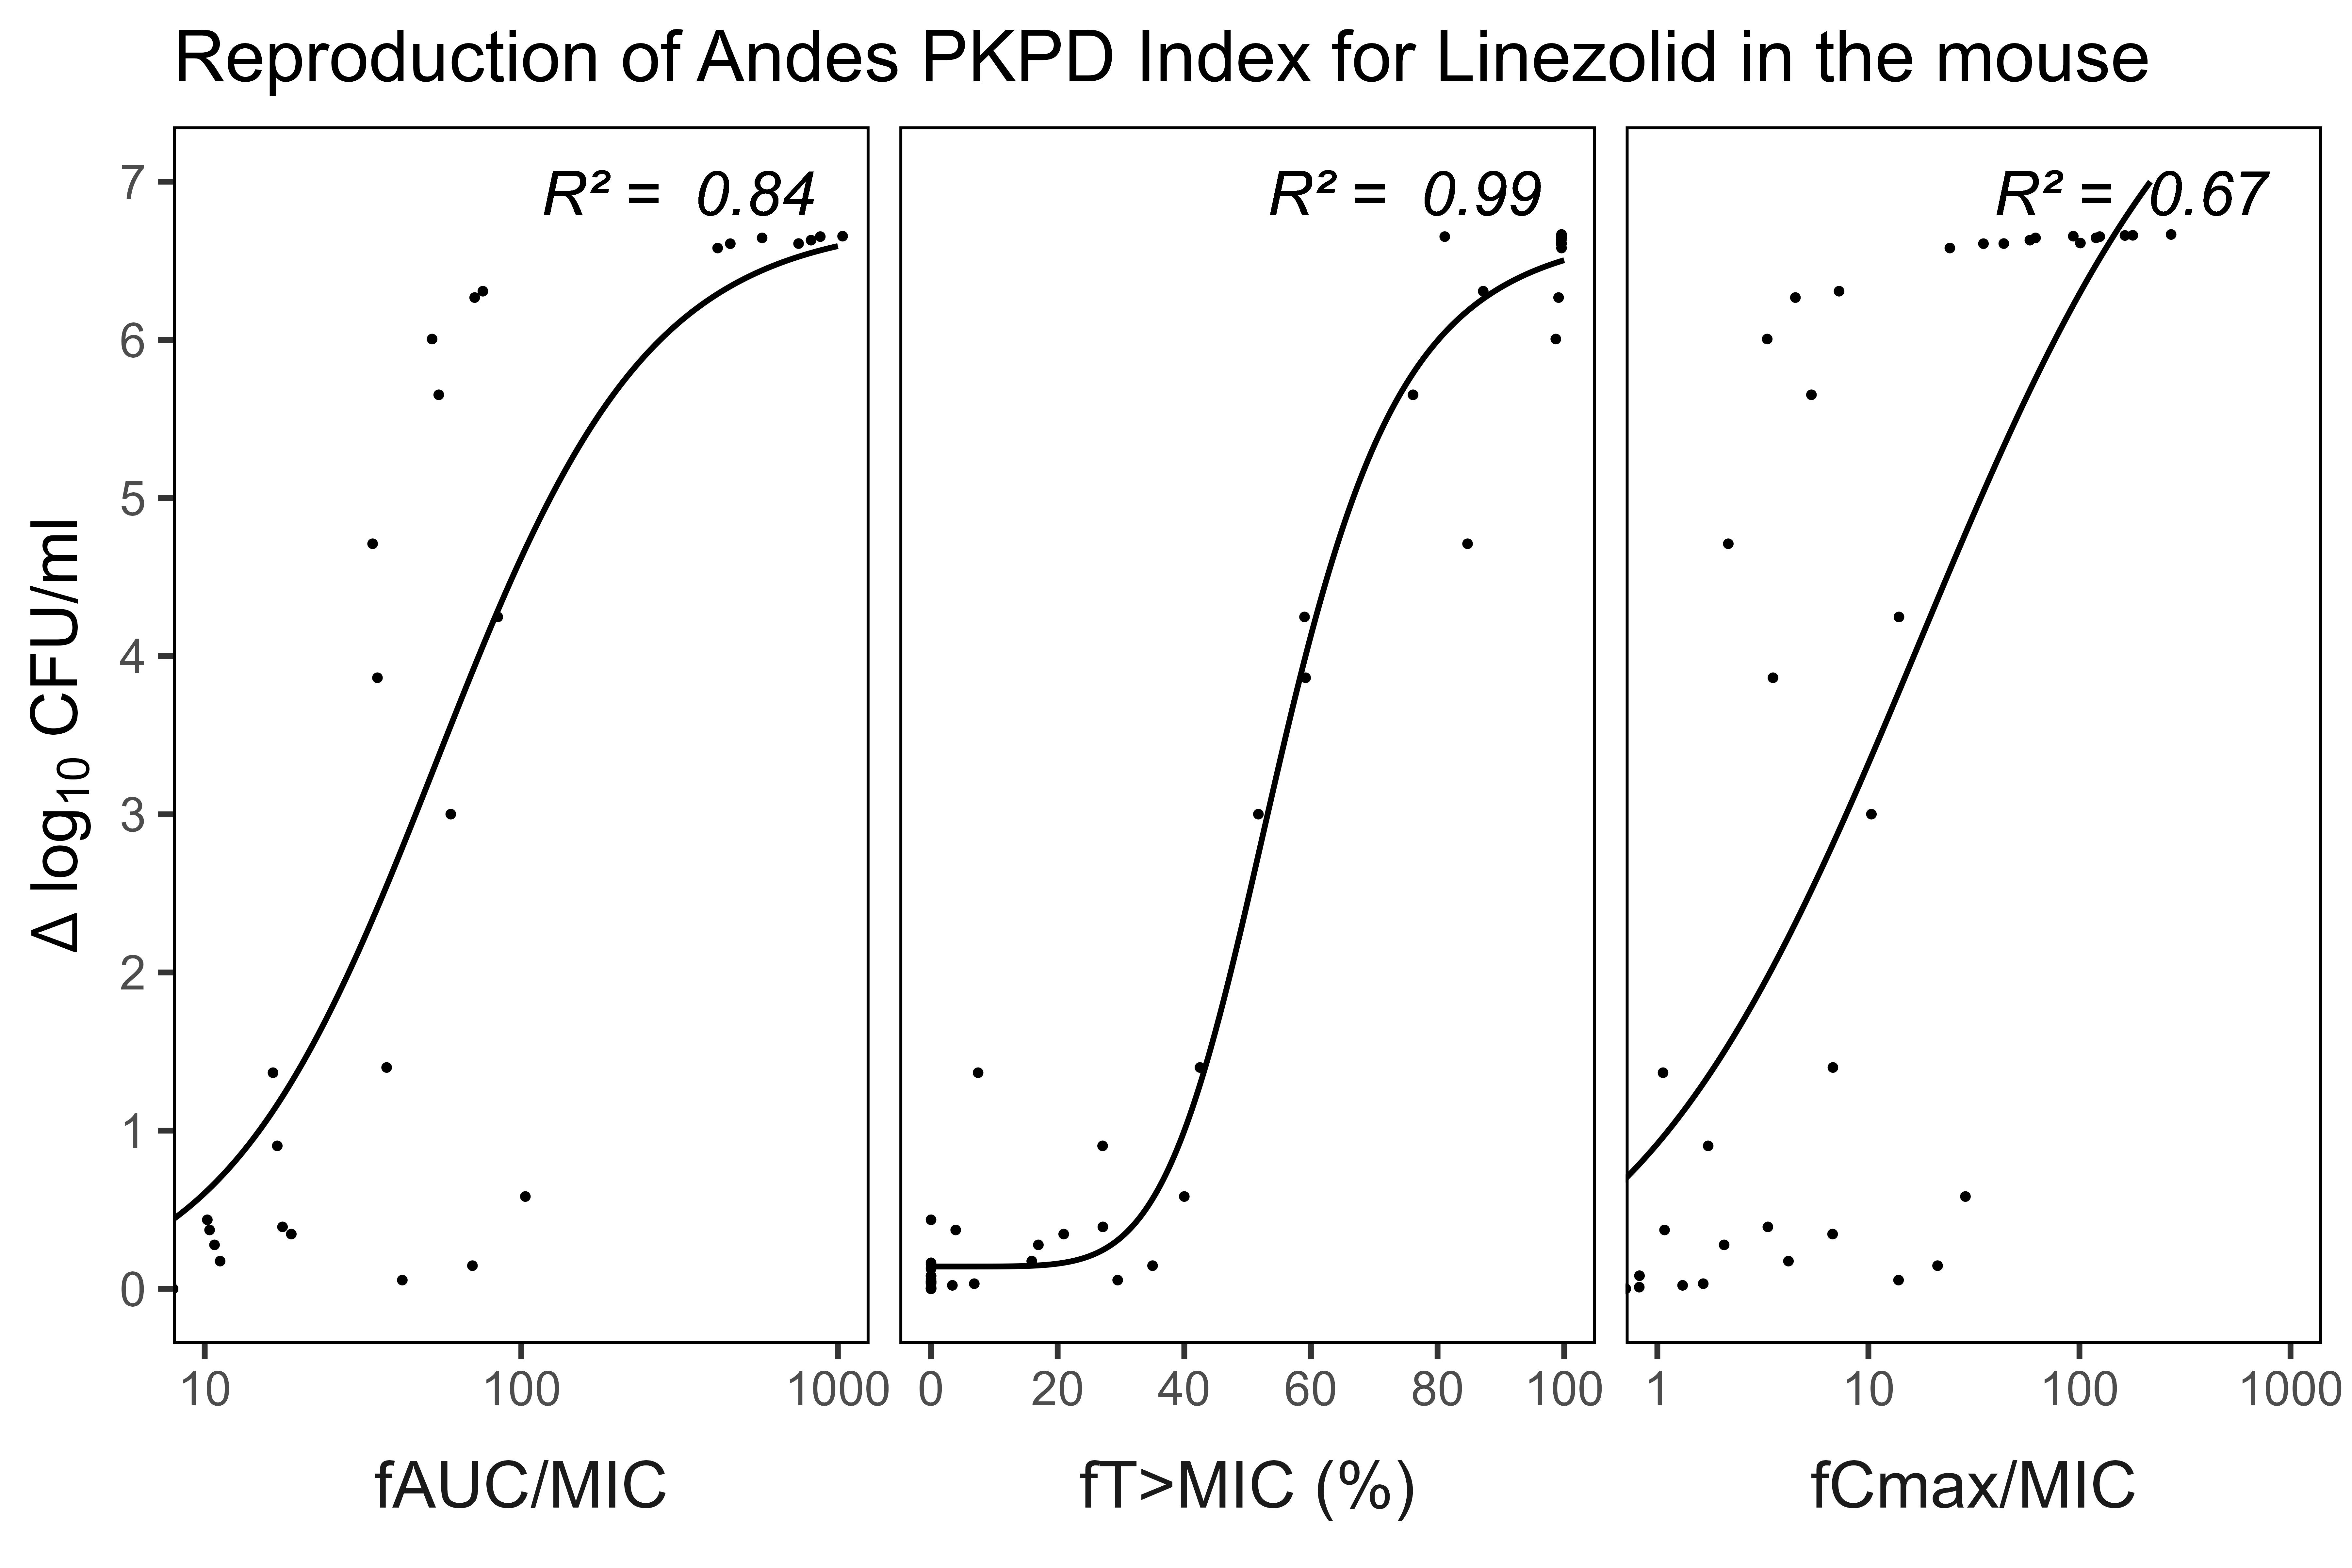 Reproduction of Andes PKPD Index for Linezolid in the mouse
R² = 0.84
R² = 0.99
R² = 0.67
Δ log₁₀ CFU/ml
7
6
5
4
3
2
1
0
10 100 1000
0 20 40 60 80 100
1 10 100 1000
fAUC/MIC
fT>MIC (%)
fCmax/MIC